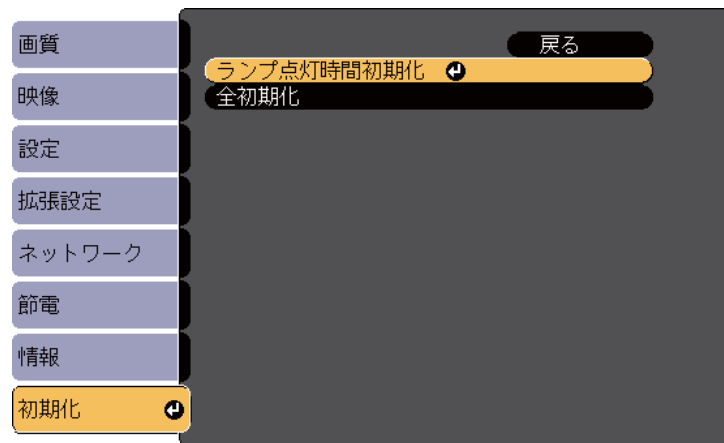 画質
映像
設定
拡張設定
ネットワーク
節電
情報
初期化
戻る
ランプ点灯時間初期化
全初期化